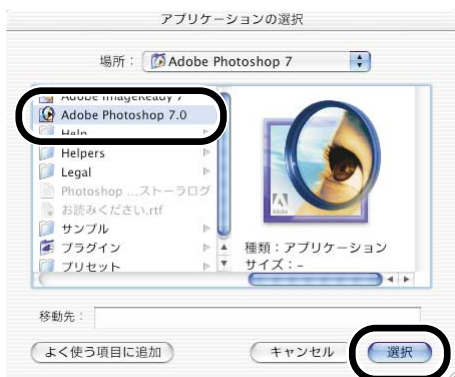 アプリケーションの選択
場所： Adobe Photoshop 7
Adobe ImageReady 7
Adobe Photoshop 7.0
Help
Helpers
Legal
Photoshop ...ストーラログ
お読みください.rtf
サンプル
プラグイン
プリセット
Adobe
種類：アプリケーション
サイズ：-
移動先：
よく使う項目に追加
キャンセル
選択